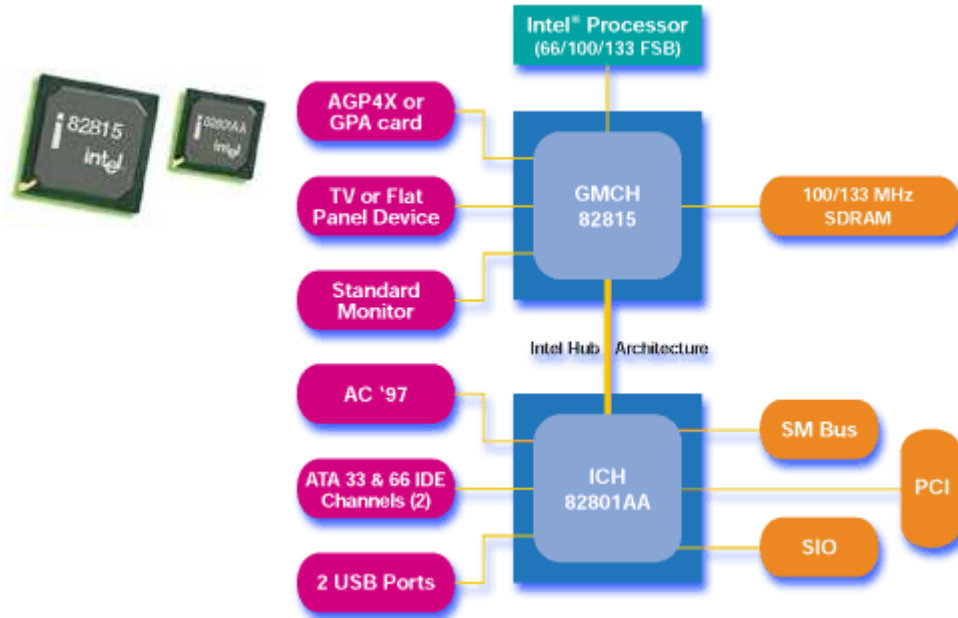 Intel® Processor
(66/100/133 FSB)
82815
intel
82801AA
intel
AGP4X or
GPA card
TV or Flat
Panel Device
Standard
Monitor
GMCH
82815
100/133 MHz
SDRAM
Intel Hub Architecture
AC '97
ATA 33 & 66 IDE
Channels (2)
2 USB Ports
ICH
82801AA
SM Bus
PCI
SIO